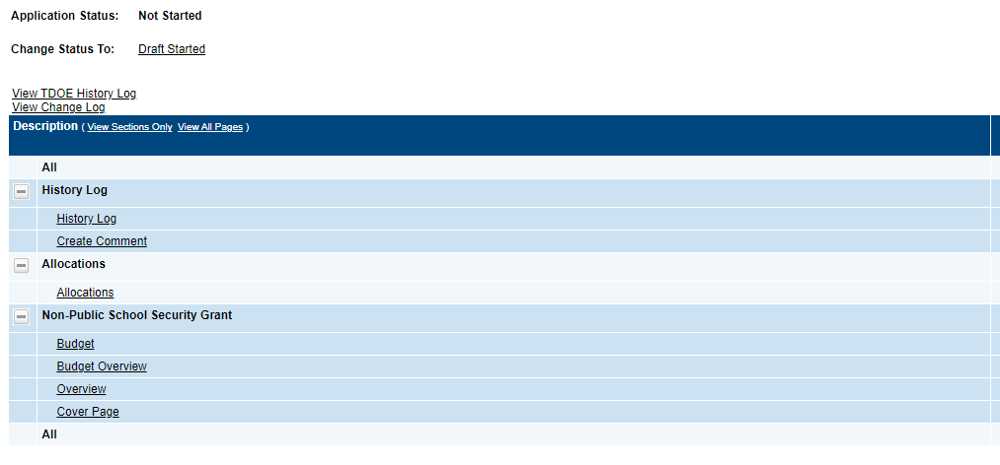 Application Status: Not Started
Change Status To: Draft Started
View TDOE History Log
View Change Log
Description ( View Sections Only View All Pages )
All
History Log
History Log
Create Comment
Allocations
Allocations
Non-Public School Security Grant
Budget
Budget Overview
Overview
Cover Page
All